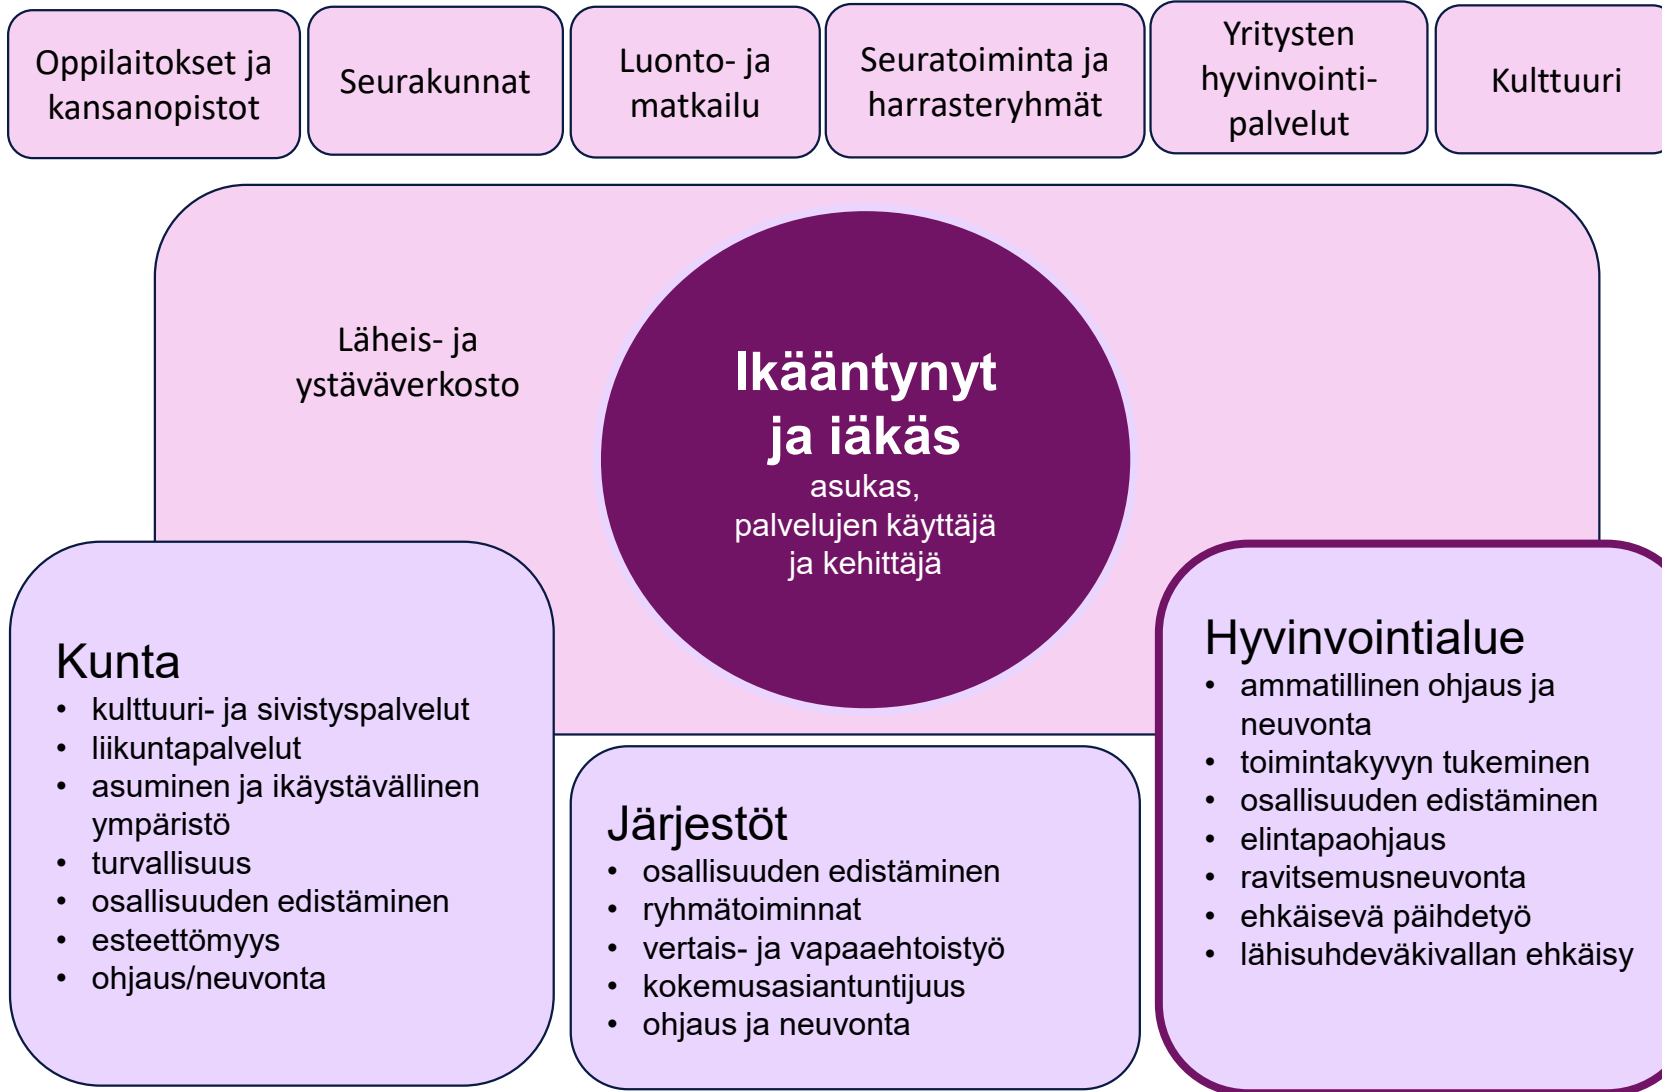 Oppilaitokset ja
kansanopistot
Seurakunnat
Luonto- ja
matkailu
Seuratoiminta ja
harrasteryhmät
Yritysten
hyvinvointi-
palvelut
Kulttuuri
Läheis- ja
ystäväverkosto
Ikääntynyt
ja iäkäs
asukas,
palvelujen käyttäjä
ja kehittäjä
Kunta
• kulttuuri- ja sivistyspalvelut
• liikuntapalvelut
• asuminen ja ikäystävällinen
ympäristö
• turvallisuus
• osallisuuden edistäminen
• esteettömyys
• ohjaus/neuvonta
Järjestöt
• osallisuuden edistäminen
• ryhmätoiminnat
• vertais- ja vapaaehtoistyö
• kokemusasiantuntijuus
• ohjaus ja neuvonta
Hyvinvointialue
• ammatillinen ohjaus ja
neuvonta
• toimintakyvyn tukeminen
• osallisuuden edistäminen
• elintapaohjaus
• ravitsemusneuvonta
• ehkäisevä päihdetyö
• lähisuhdeväkivallan ehkäisy